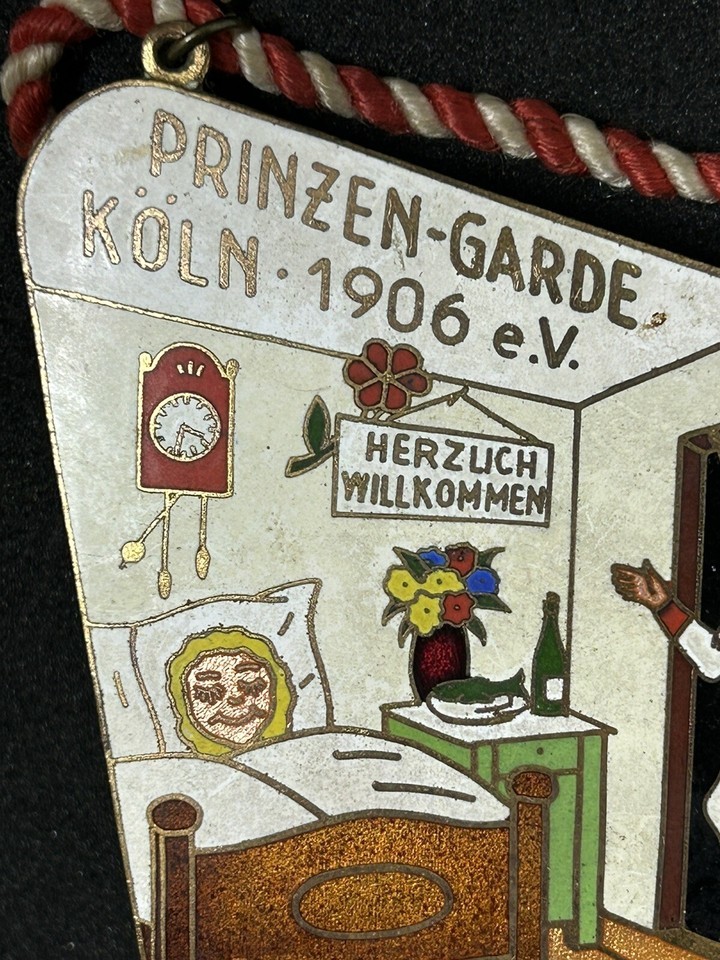 PRINZEN-GARDE
KÖLN · 1906 e.V.
HERZLICH
WILLKOMMEN